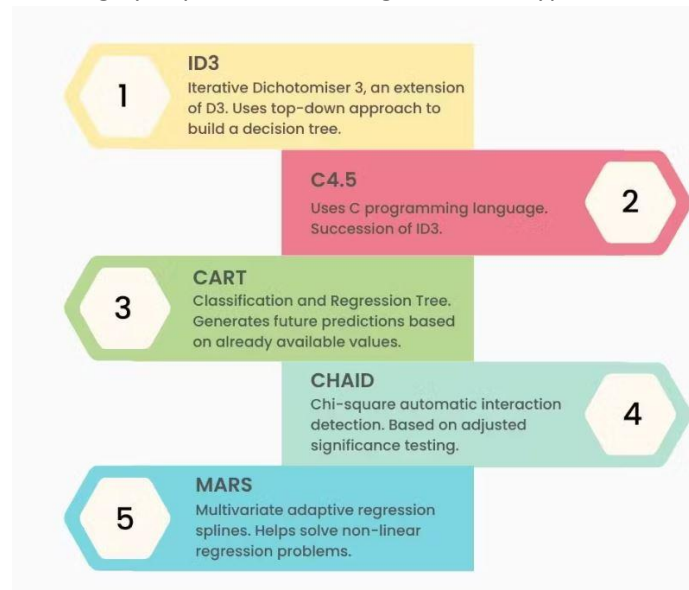 1
ID3
Iterative Dichotomiser 3, an extension
of D3. Uses top-down approach to
build a decision tree.
C4.5
Uses C programming language.
Succession of ID3.
2
3
CART
Classification and Regression Tree.
Generates future predictions based
on already available values.
CHAID
Chi-square automatic interaction
detection. Based on adjusted
significance testing.
4
5
MARS
Multivariate adaptive regression
splines. Helps solve non-linear
regression problems.